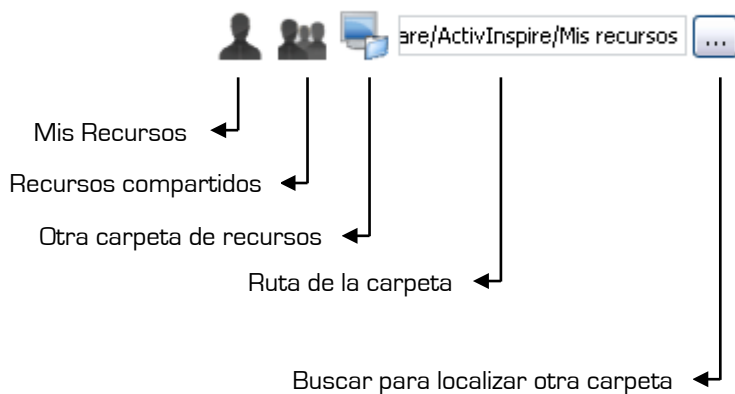 are/ActivInspire/Mis recursos ...
Mis Recursos
Recursos compartidos
Otra carpeta de recursos
Ruta de la carpeta
Buscar para localizar otra carpeta